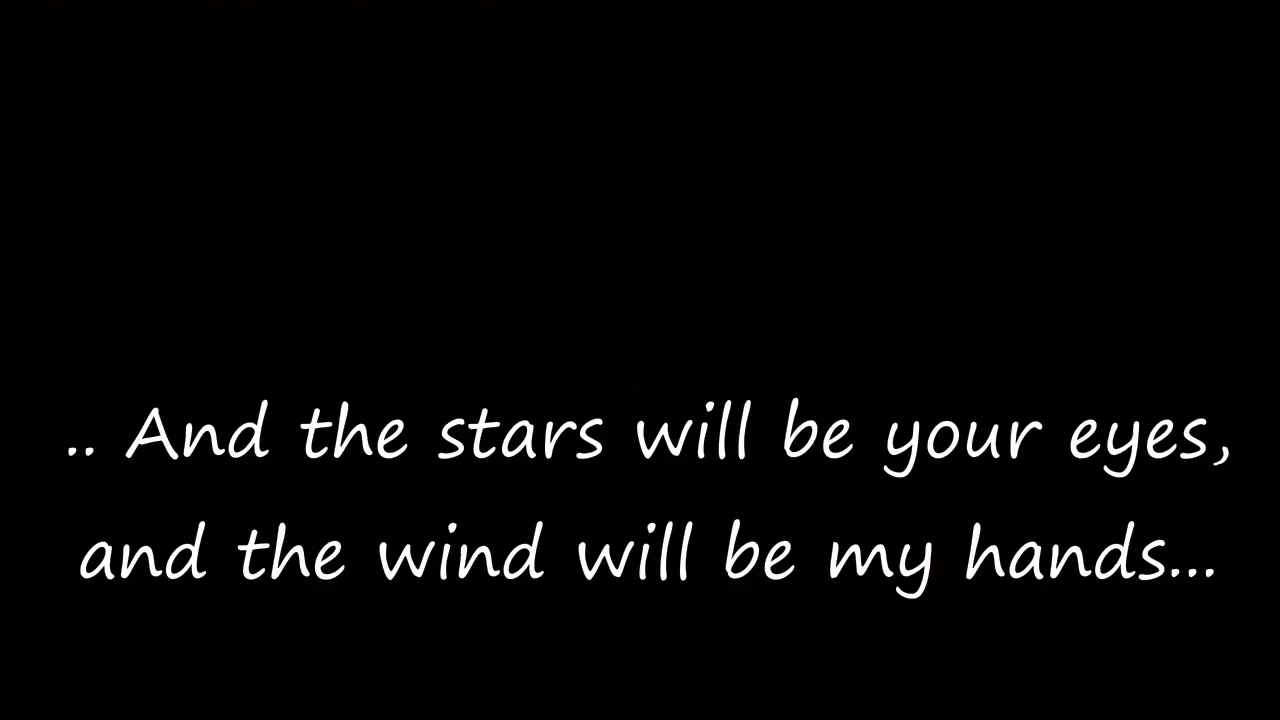 .. And the stars will be your eyes,
and the wind will be my hands...